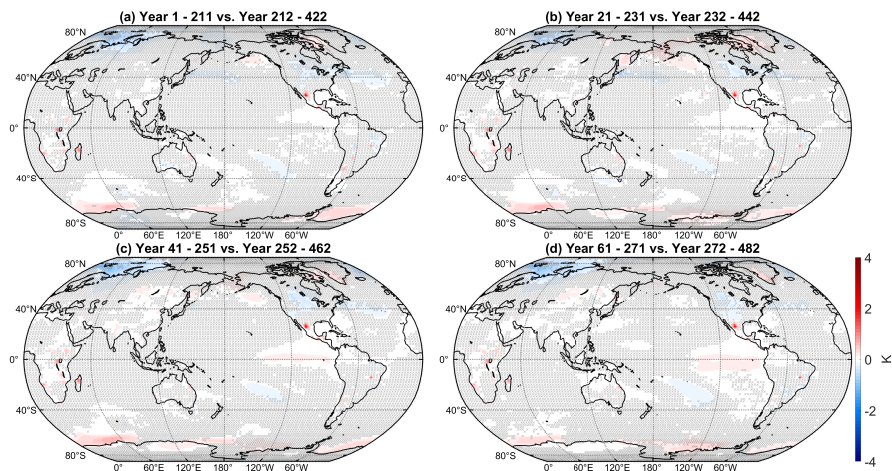 (a) Year 1 - 211 vs. Year 212 - 422
(b) Year 21 - 231 vs. Year 232 - 442
80°N
40°N
0°
40°S
80°S
0° 60°E 120°E 180° 120°W 60°W
80°N
40°N
0°
40°S
80°S
0° 60°E 120°E 180° 120°W 60°W
(c) Year 41 - 251 vs. Year 252 - 462
(d) Year 61 - 271 vs. Year 272 - 482
80°N
40°N
0°
40°S
80°S
0° 60°E 120°E 180° 120°W 60°W
80°N
40°N
0°
40°S
80°S
0° 60°E 120°E 180° 120°W 60°W
4
2
0
-2
-4
K